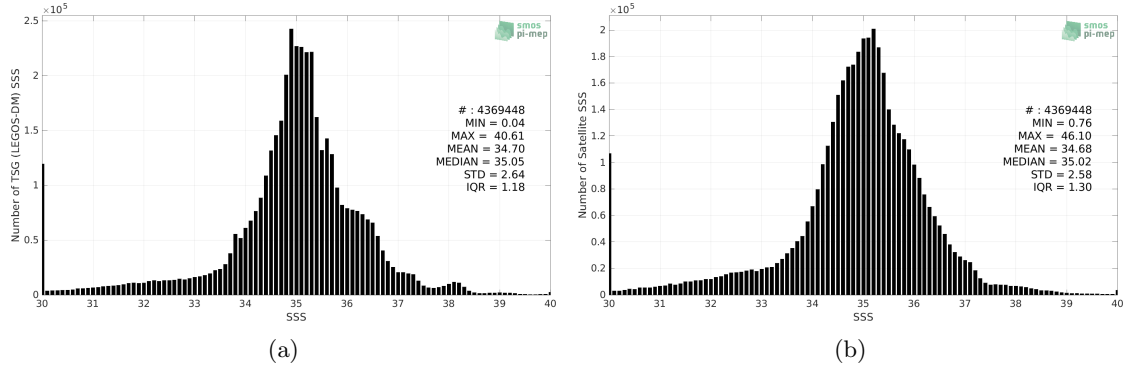 ×10^5
2.5
2
1.5
1
0.5
0
Number of TSG (LEGOS-DM) SSS
smos
pi-mep
# : 4369448
MIN = 0.04
MAX = 40.61
MEAN = 34.70
MEDIAN = 35.05
STD = 2.64
IQR = 1.18
30 31 32 33 34 35 36 37 38 39 40
SSS
(a)
×10^5
2
1.8
1.6
1.4
1.2
1
0.8
0.6
0.4
0.2
0
Number of Satellite SSS
smos
pi-mep
# : 4369448
MIN = 0.76
MAX = 46.10
MEAN = 34.68
MEDIAN = 35.02
STD = 2.58
IQR = 1.30
30 31 32 33 34 35 36 37 38 39 40
SSS
(b)